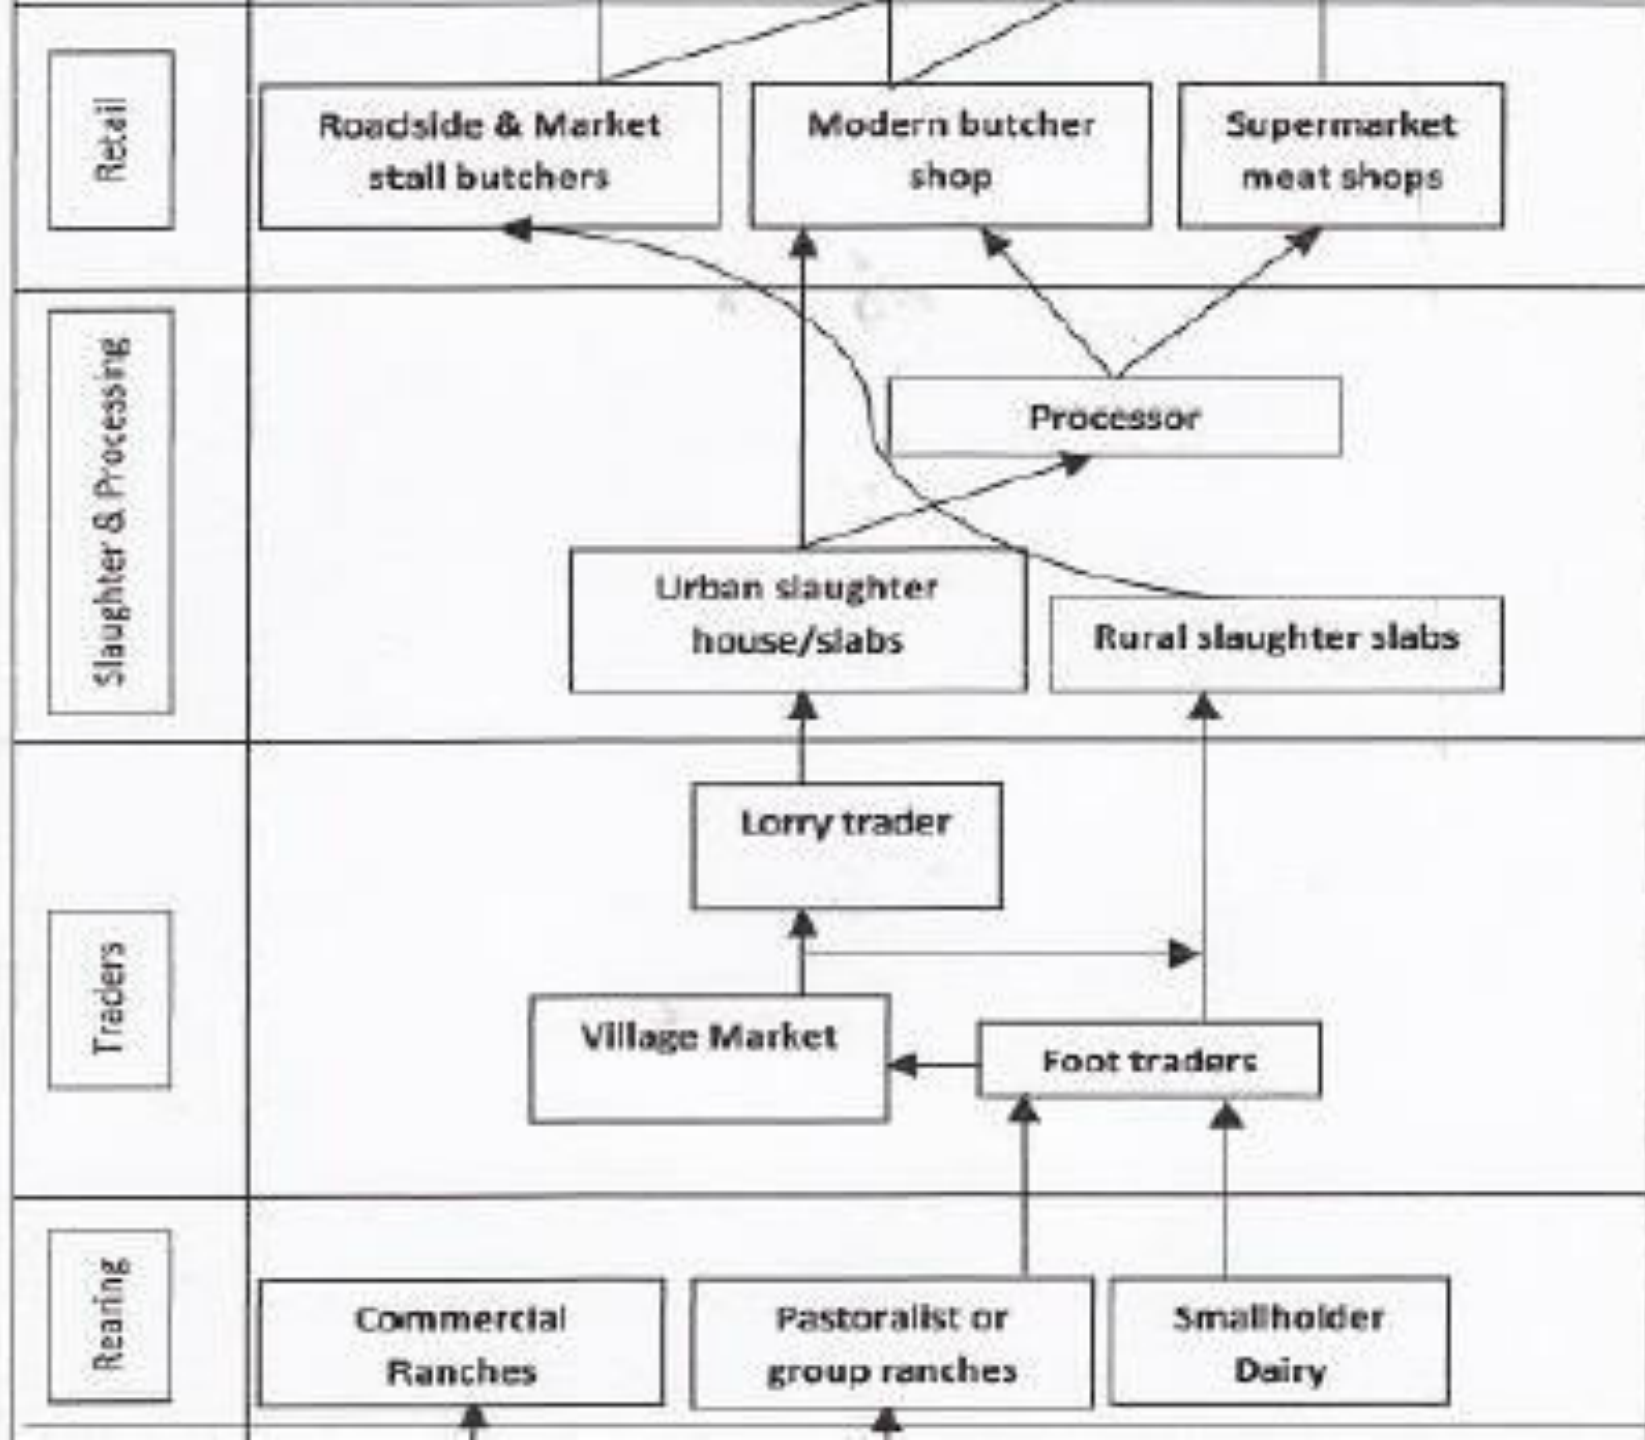 Retail
Roadside & Market
stall butchers
Modern butcher
shop
Supermarket
meat shops
Slaughter & Processing
Processor
Urban slaughter
house/slabs
Rural slaughter slabs
Traders
Lorry trader
Village Market
Foot traders
Rearing
Commercial
Ranches
Pastoralist or
group ranches
Smallholder
Dairy